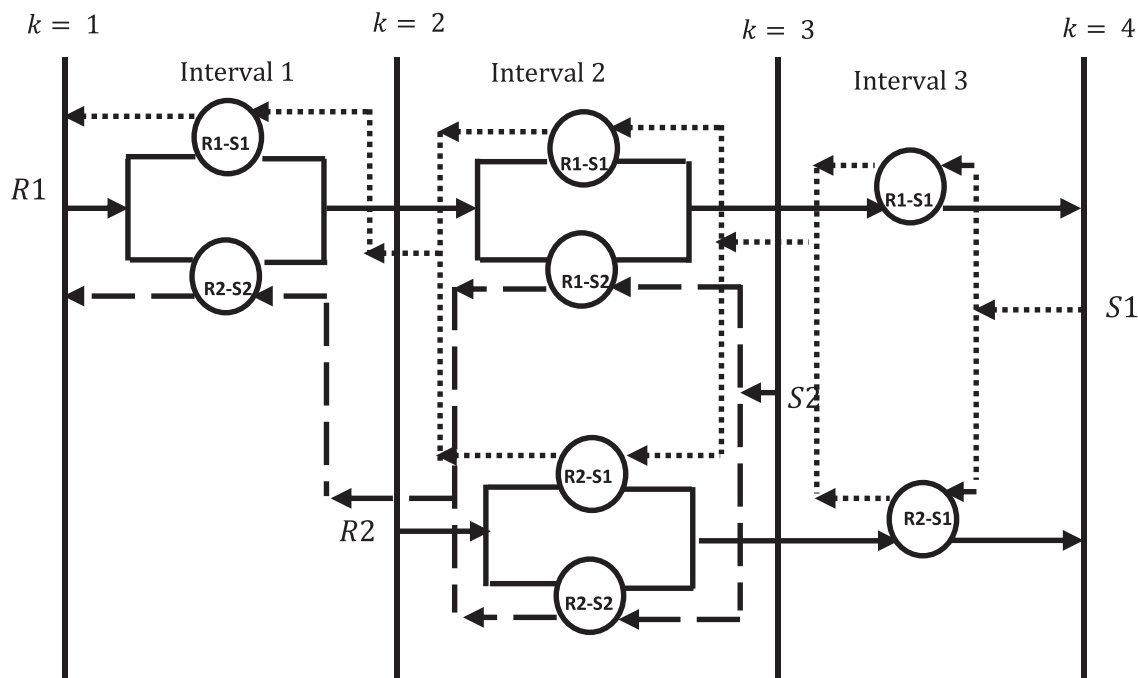 k = 1
k = 2
k = 3
k = 4
Interval 1
Interval 2
Interval 3
R1-S1
R1-S1
R1-S1
R1
R2-S2
R1-S2
S1
S2
R2-S1
R2-S1
R2
R2-S2